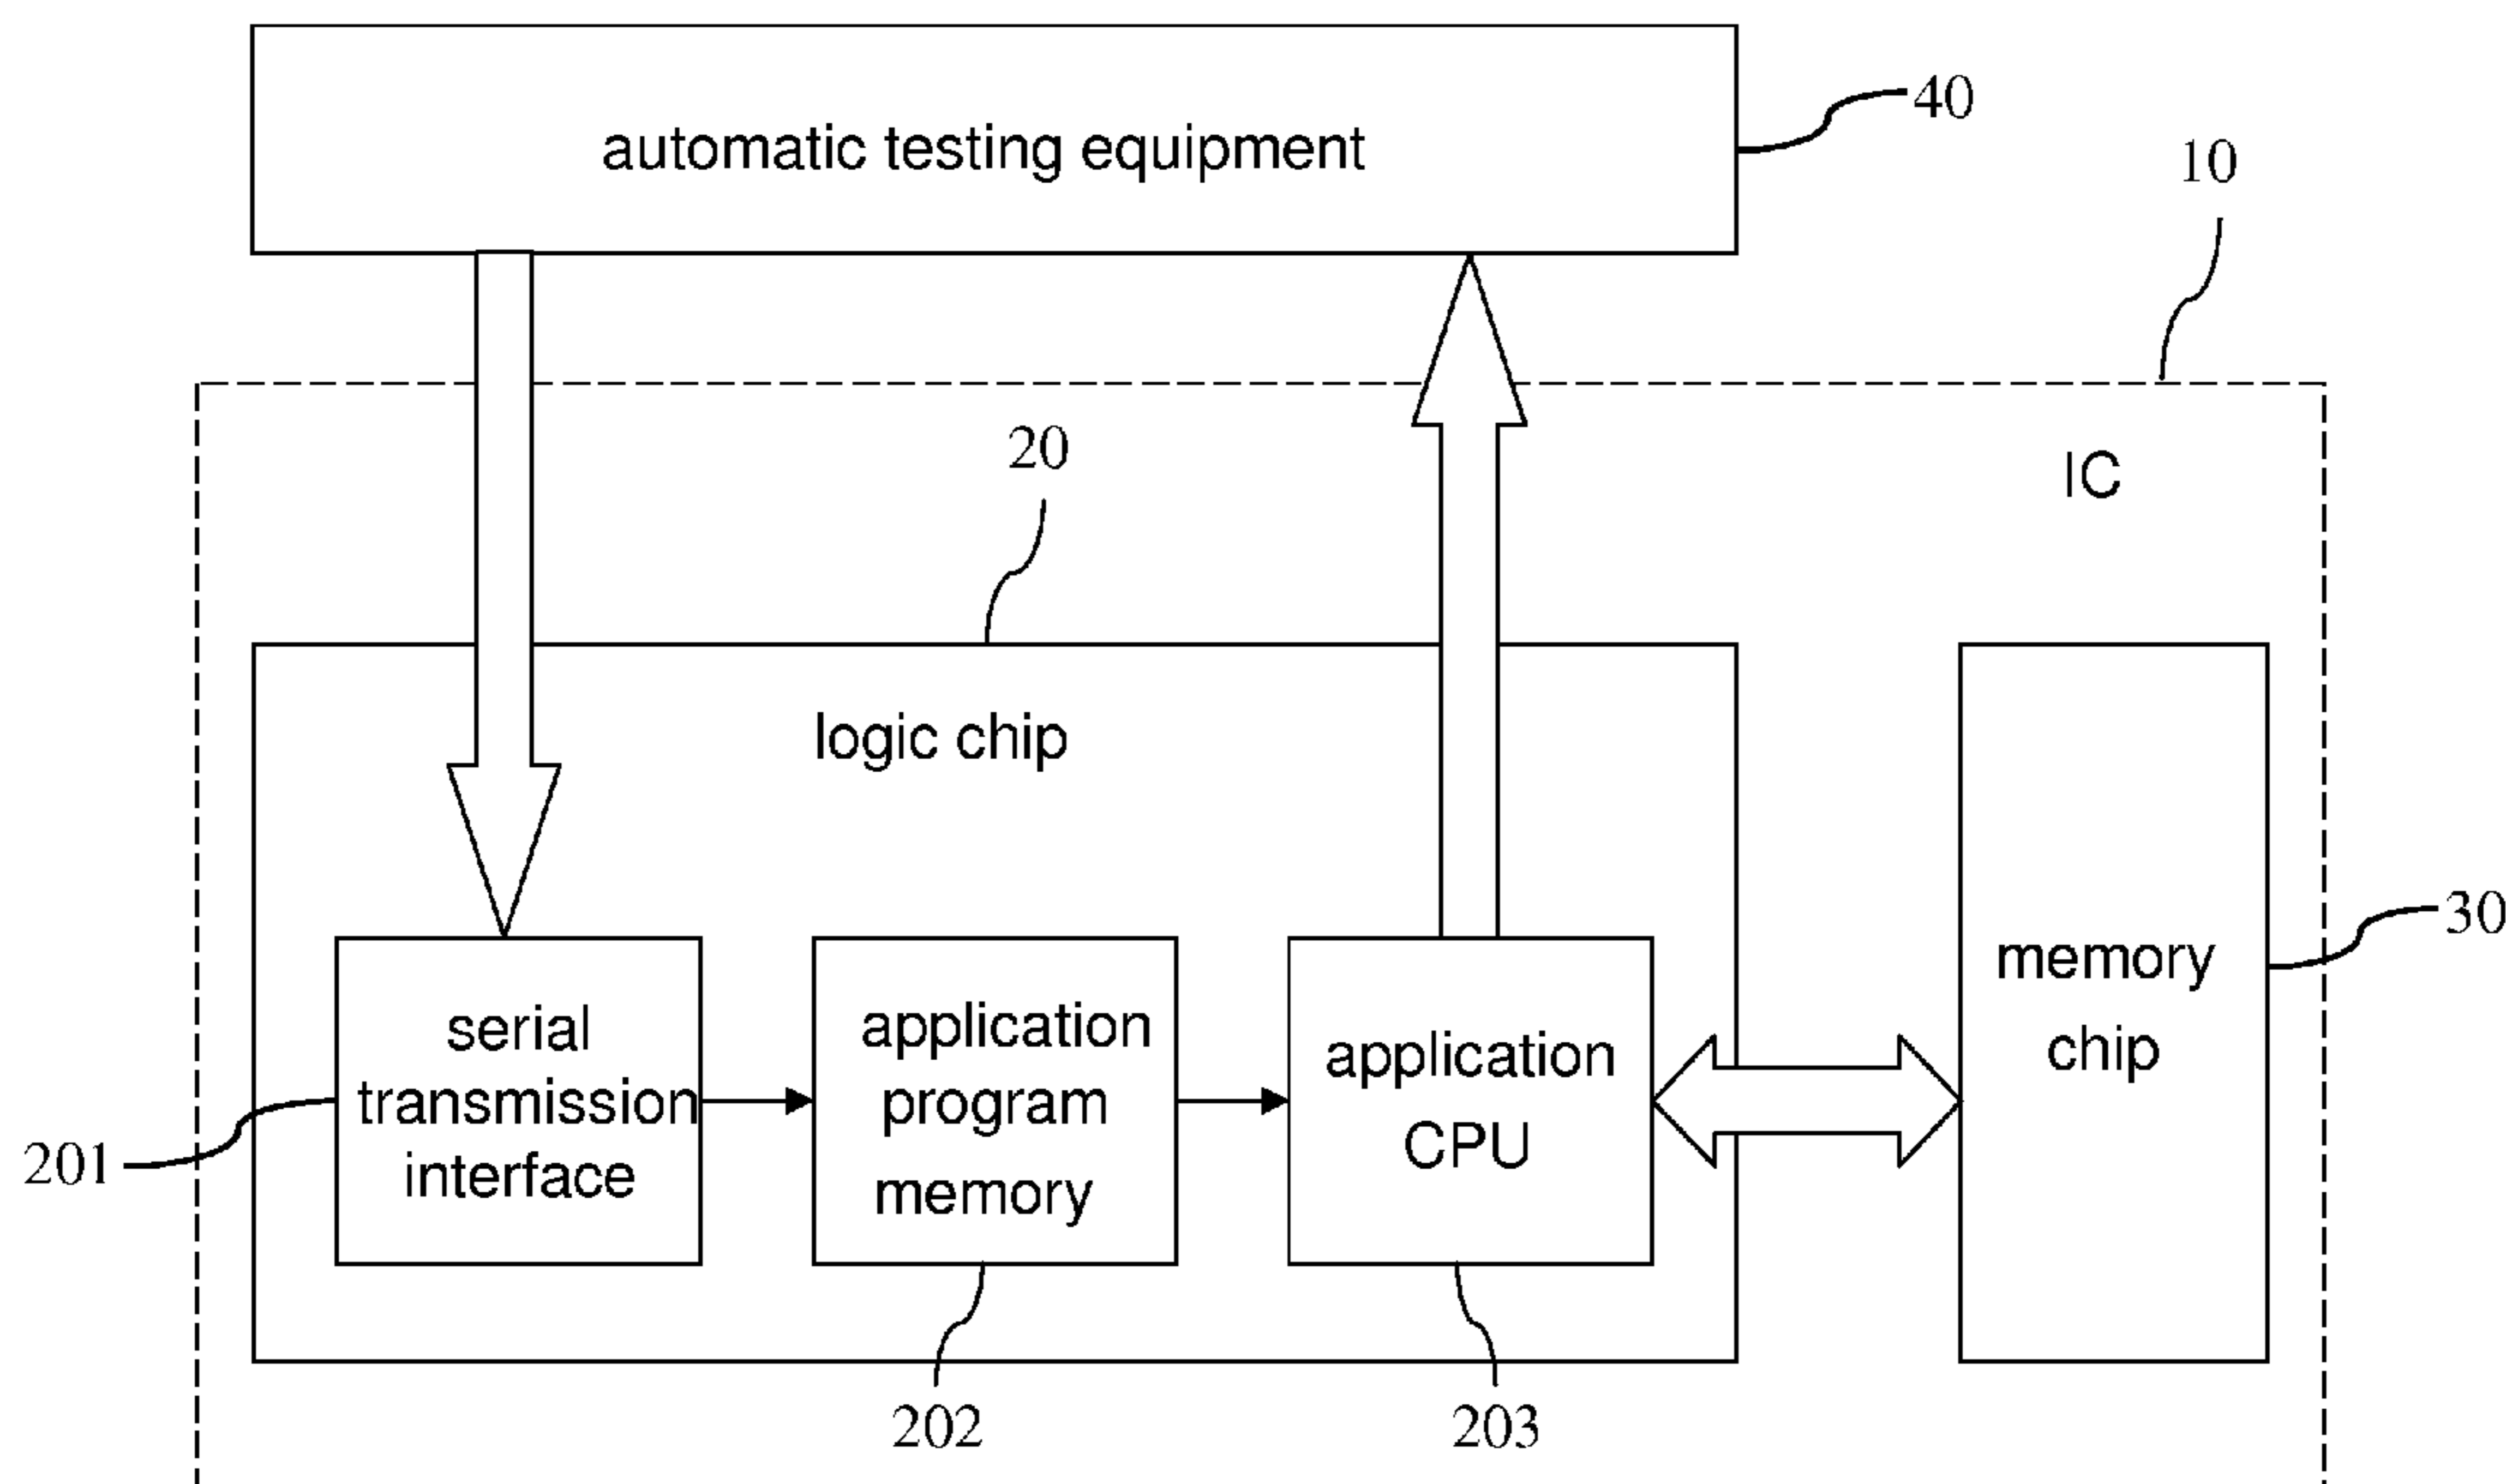 automatic testing equipment
40
10
IC
20
logic chip
30
memory
chip
serial
transmission
interface
application
program
memory
application
CPU
201
202
203